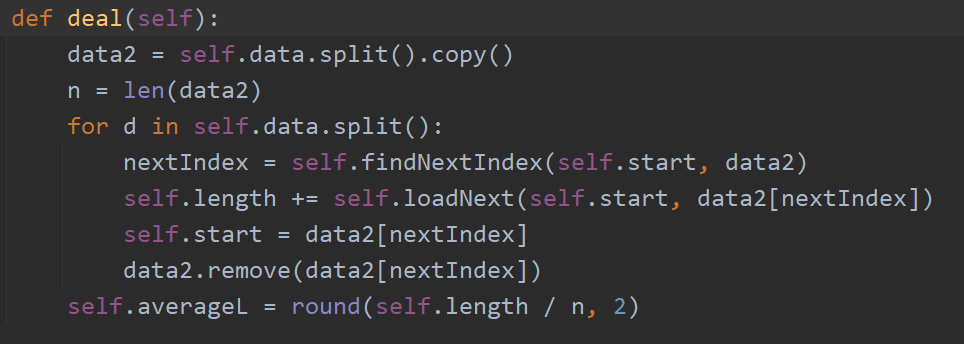 def deal(self):
    data2 = self.data.split().copy()
    n = len(data2)
    for d in self.data.split():
        nextIndex = self.findNextIndex(self.start, data2)
        self.length += self.loadNext(self.start, data2[nextIndex])
        self.start = data2[nextIndex]
        data2.remove(data2[nextIndex])
    self.averageL = round(self.length / n, 2)